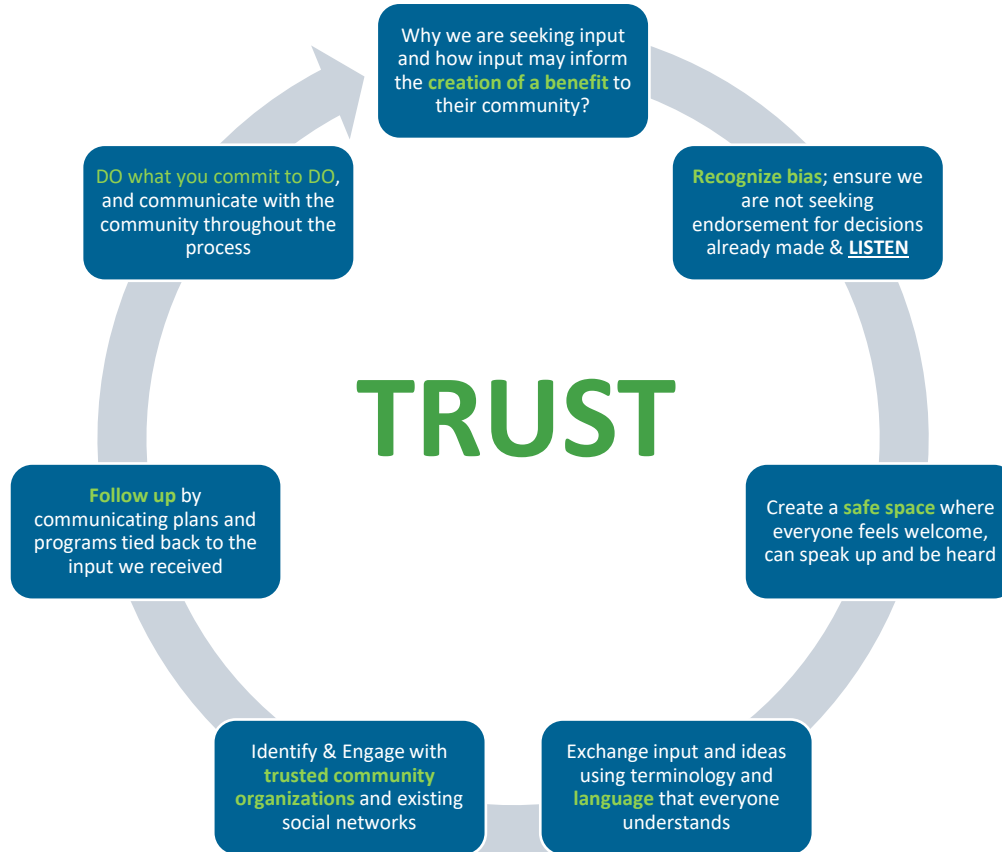 Why we are seeking input
and how input may inform
the creation of a benefit to
their community?
Recognize bias; ensure we
are not seeking
endorsement for decisions
already made & LISTEN
Create a safe space where
everyone feels welcome,
can speak up and be heard
Exchange input and ideas
using terminology and
language that everyone
understands
Identify & Engage with
trusted community
organizations and existing
social networks
Follow up by
communicating plans and
programs tied back to the
input we received
DO what you commit to DO,
and communicate with the
community throughout the
process
TRUST